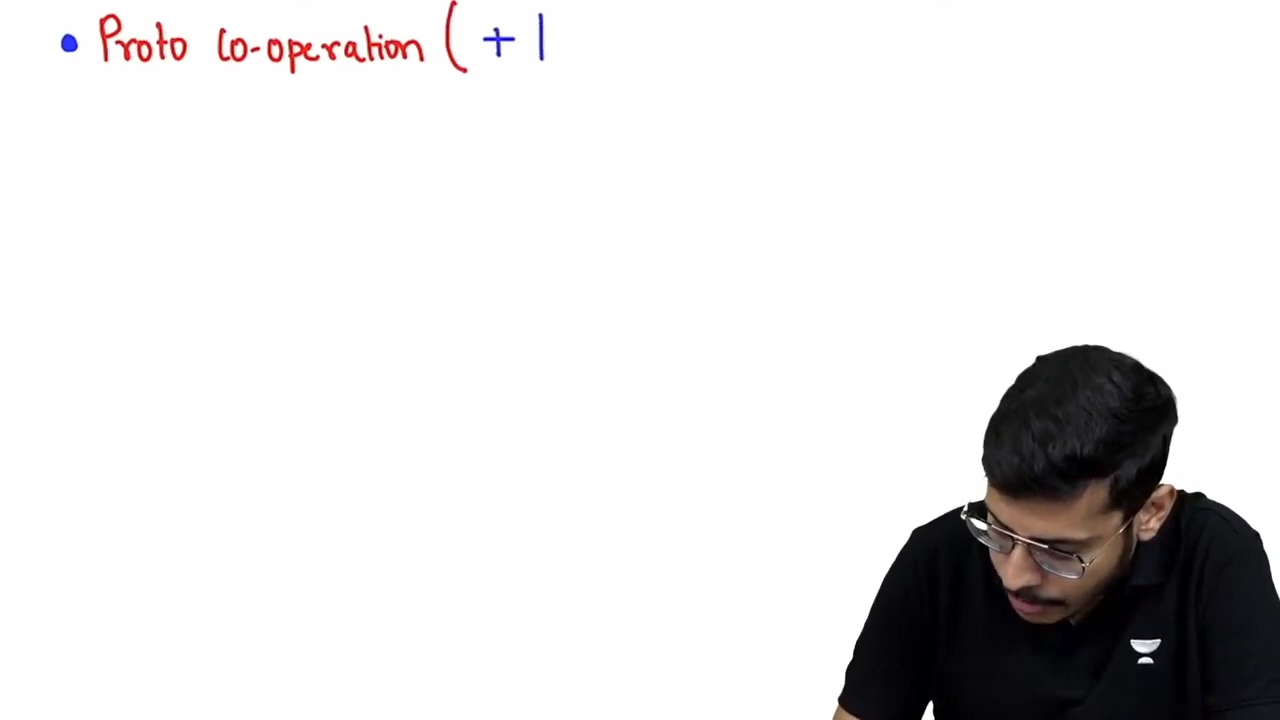 • Proto Co-operation ( + |